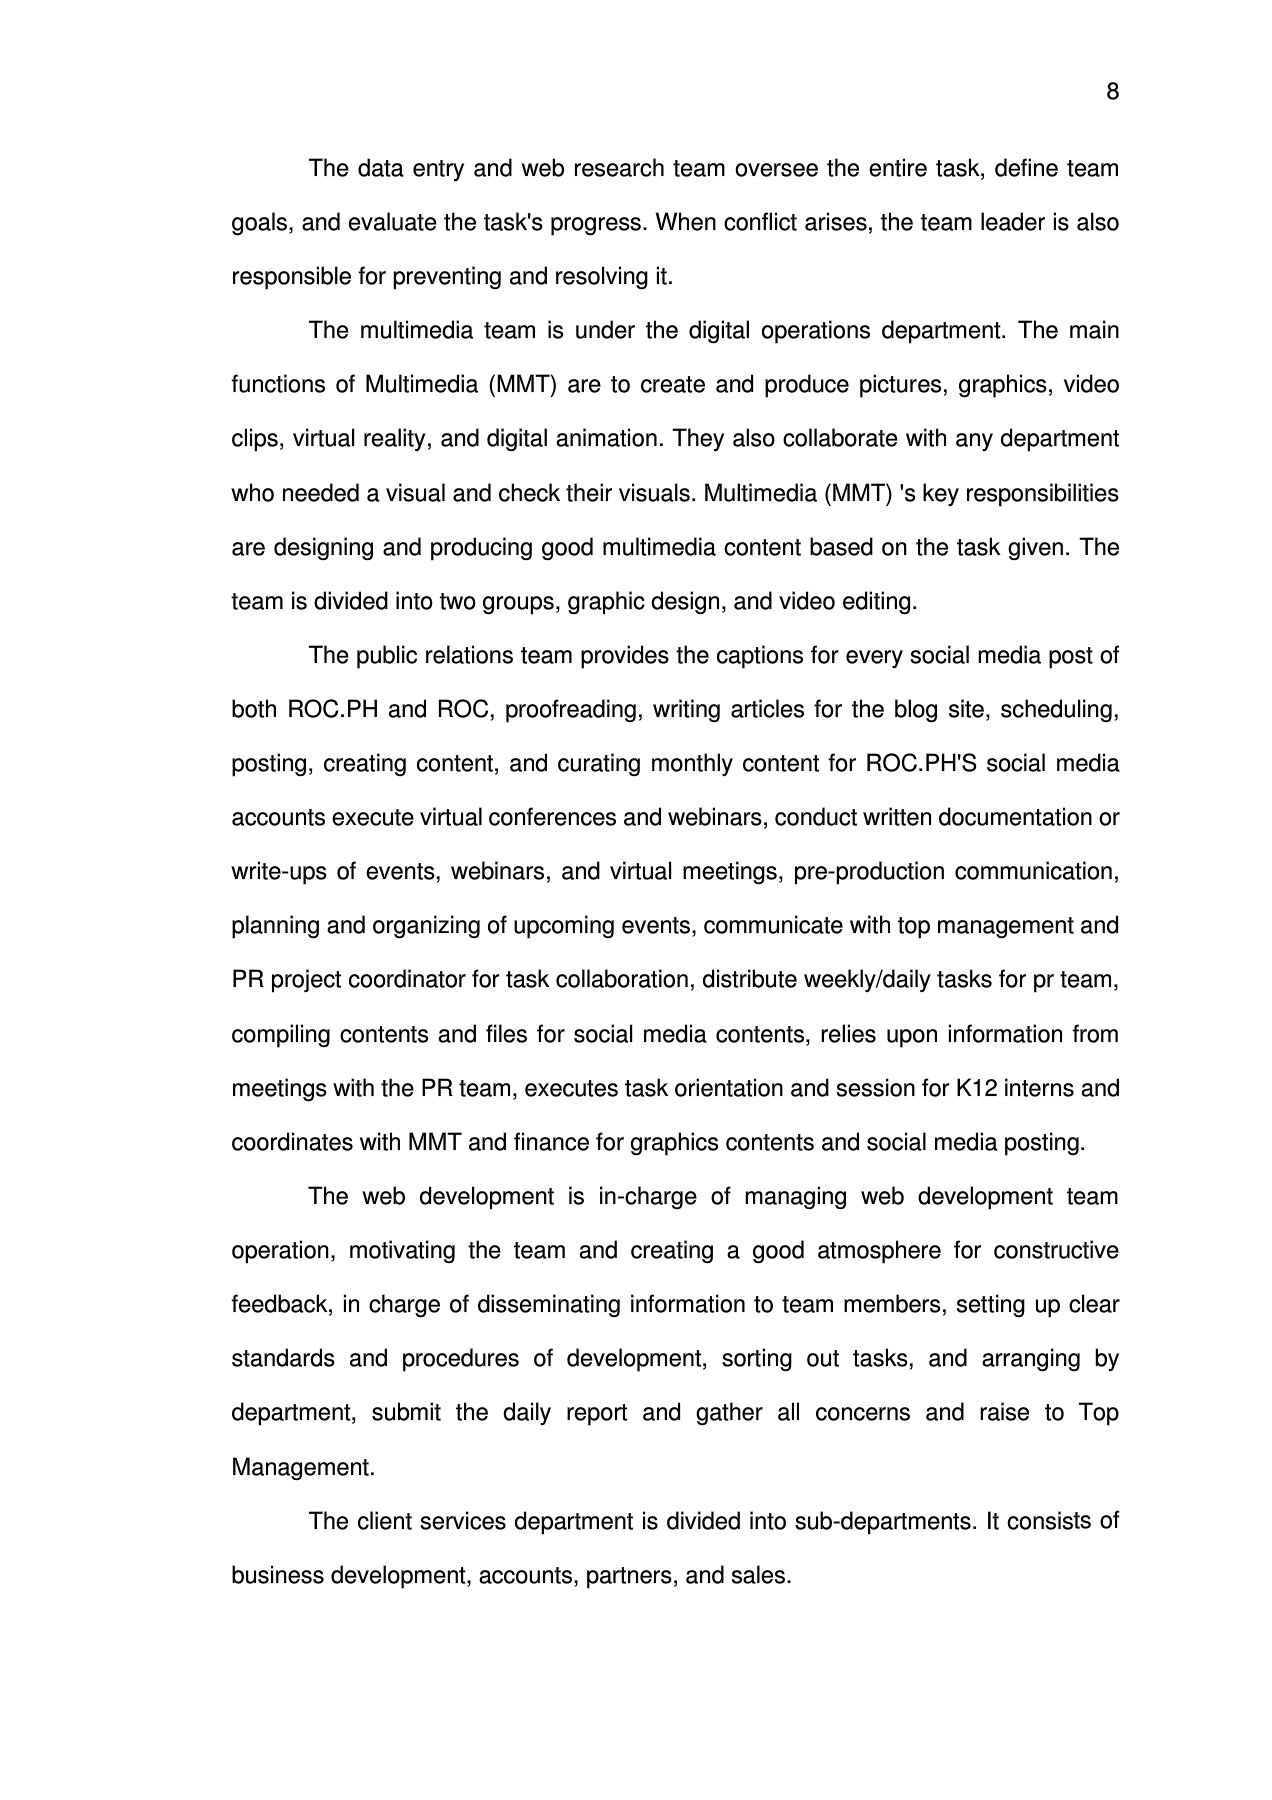 8
The data entry and web research team oversee the entire task, define team
goals, and evaluate the task's progress. When conflict arises, the team leader is also
responsible for preventing and resolving it.
The multimedia team is under the digital operations department. The main
functions of Multimedia (MMT) are to create and produce pictures, graphics, video
clips, virtual reality, and digital animation. They also collaborate with any department
who needed a visual and check their visuals. Multimedia (MMT) 's key responsibilities
are designing and producing good multimedia content based on the task given. The
team is divided into two groups, graphic design, and video editing.
The public relations team provides the captions for every social media post of
both ROC.PH and ROC, proofreading, writing articles for the blog site, scheduling,
posting, creating content, and curating monthly content for ROC.PH'S social media
accounts execute virtual conferences and webinars, conduct written documentation or
write-ups of events, webinars, and virtual meetings, pre-production communication,
planning and organizing of upcoming events, communicate with top management and
PR project coordinator for task collaboration, distribute weekly/daily tasks for pr team,
compiling contents and files for social media contents, relies upon information from
meetings with the PR team, executes task orientation and session for K12 interns and
coordinates with MMT and finance for graphics contents and social media posting.
The web development is in-charge of managing web development team
operation, motivating the team and creating a good atmosphere for constructive
feedback, in charge of disseminating information to team members, setting up clear
standards and procedures of development, sorting out tasks, and arranging by
department, submit the daily report and gather all concerns and raise to Top
Management.
The client services department is divided into sub-departments. It consists of
business development, accounts, partners, and sales.